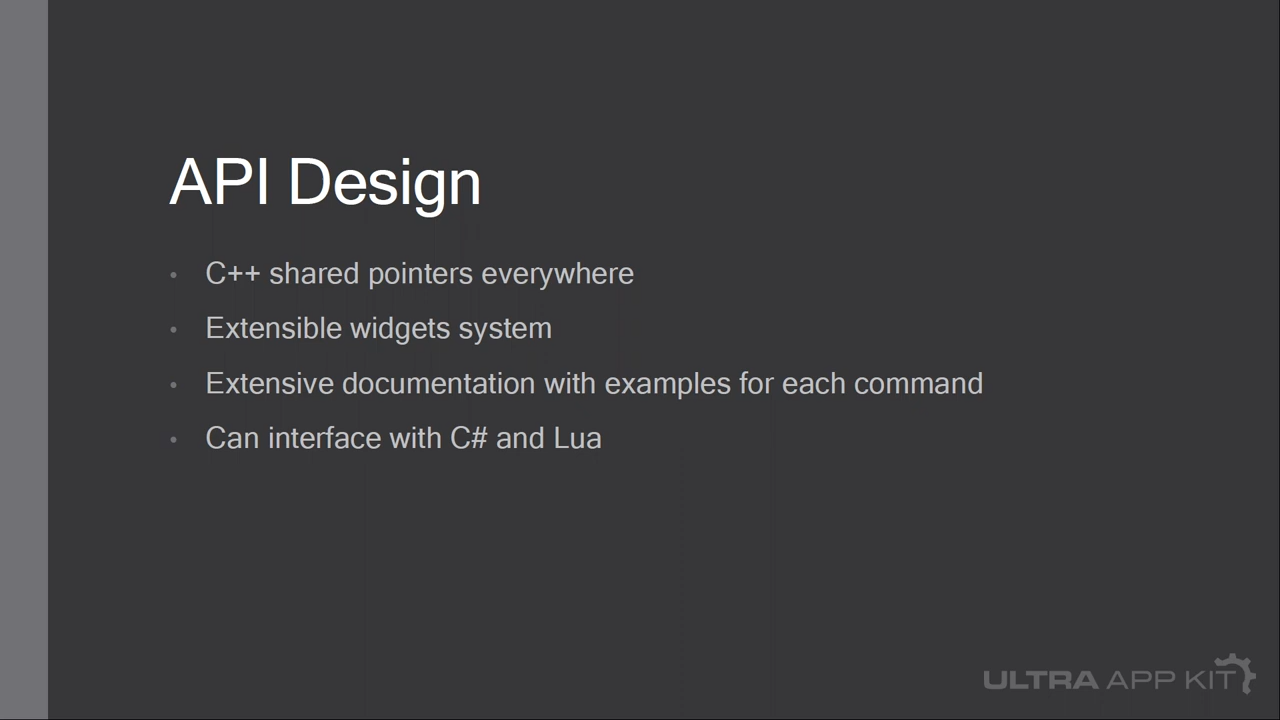 API Design
• C++ shared pointers everywhere
• Extensible widgets system
• Extensive documentation with examples for each command
• Can interface with C# and Lua
ULTRA APP KIT